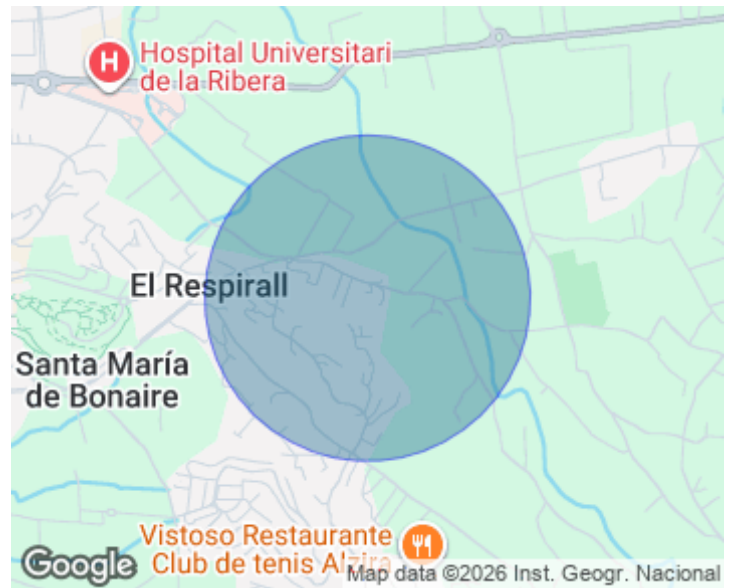 H
Hospital Universitari
de la Ribera
El Respirall
Santa María
de Bonaire
Vistoso Restaurante
Club de tenis Alzira
Google
Map data ©2026 Inst. Geogr. Nacional